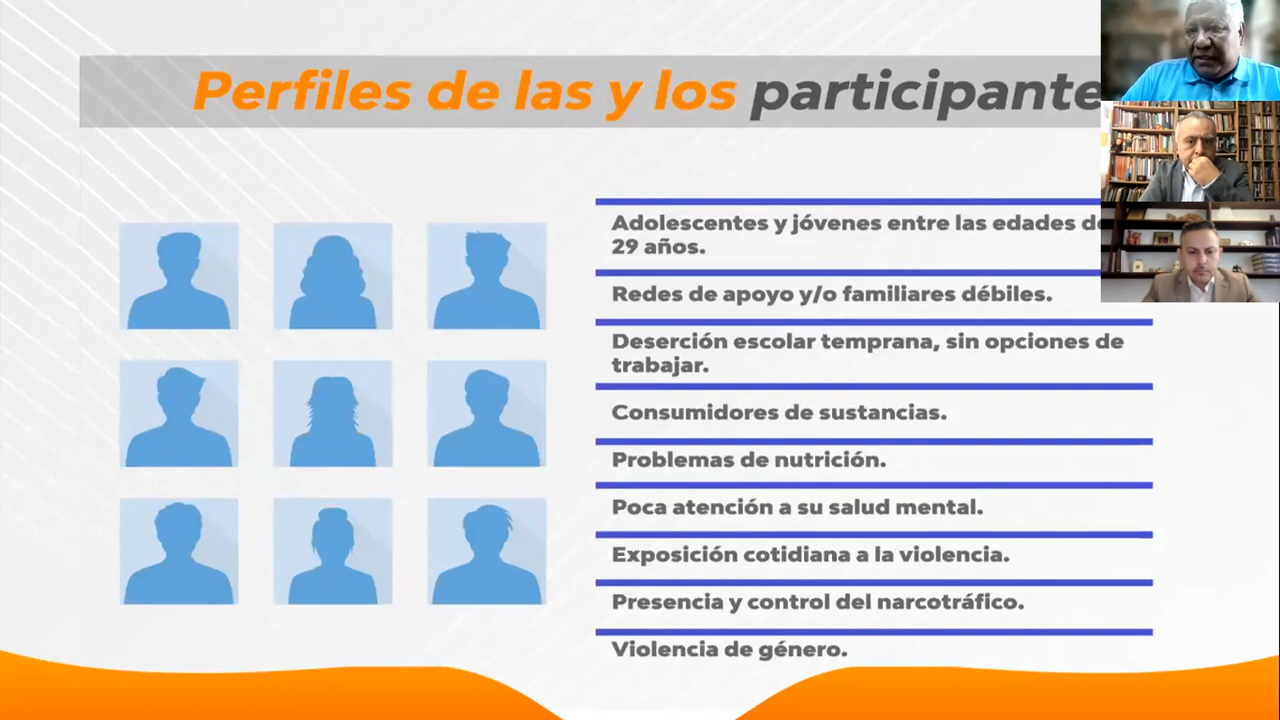 Perfiles de las y los participante
Adolescentes y jóvenes entre las edades de
29 años.
Redes de apoyo y/o familiares débiles.
Deserción escolar temprana, sin opciones de
trabajar.
Consumidores de sustancias.
Problemas de nutrición.
Poca atención a su salud mental.
Exposición cotidiana a la violencia.
Presencia y control del narcotráfico.
Violencia de género.